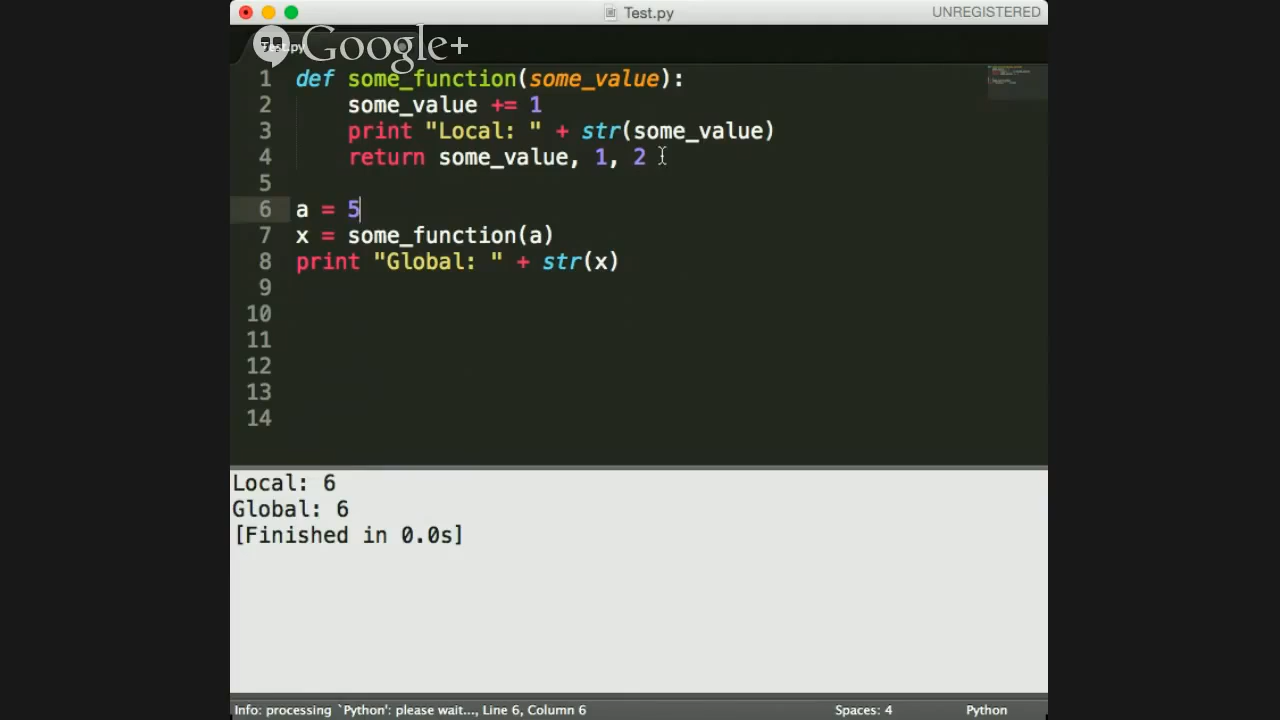 Test.py
UNREGISTERED
Test.py
Google+
1 def some_function(some_value):
2     some_value += 1
3     print "Local: " + str(some_value)
4     return some_value, 1, 2
5
6 a = 5
7 x = some_function(a)
8 print "Global: " + str(x)
9
10
11
12
13
14
Local: 6
Global: 6
[Finished in 0.0s]
Info: processing `Python': please wait..., Line 6, Column 6
Spaces: 4
Python